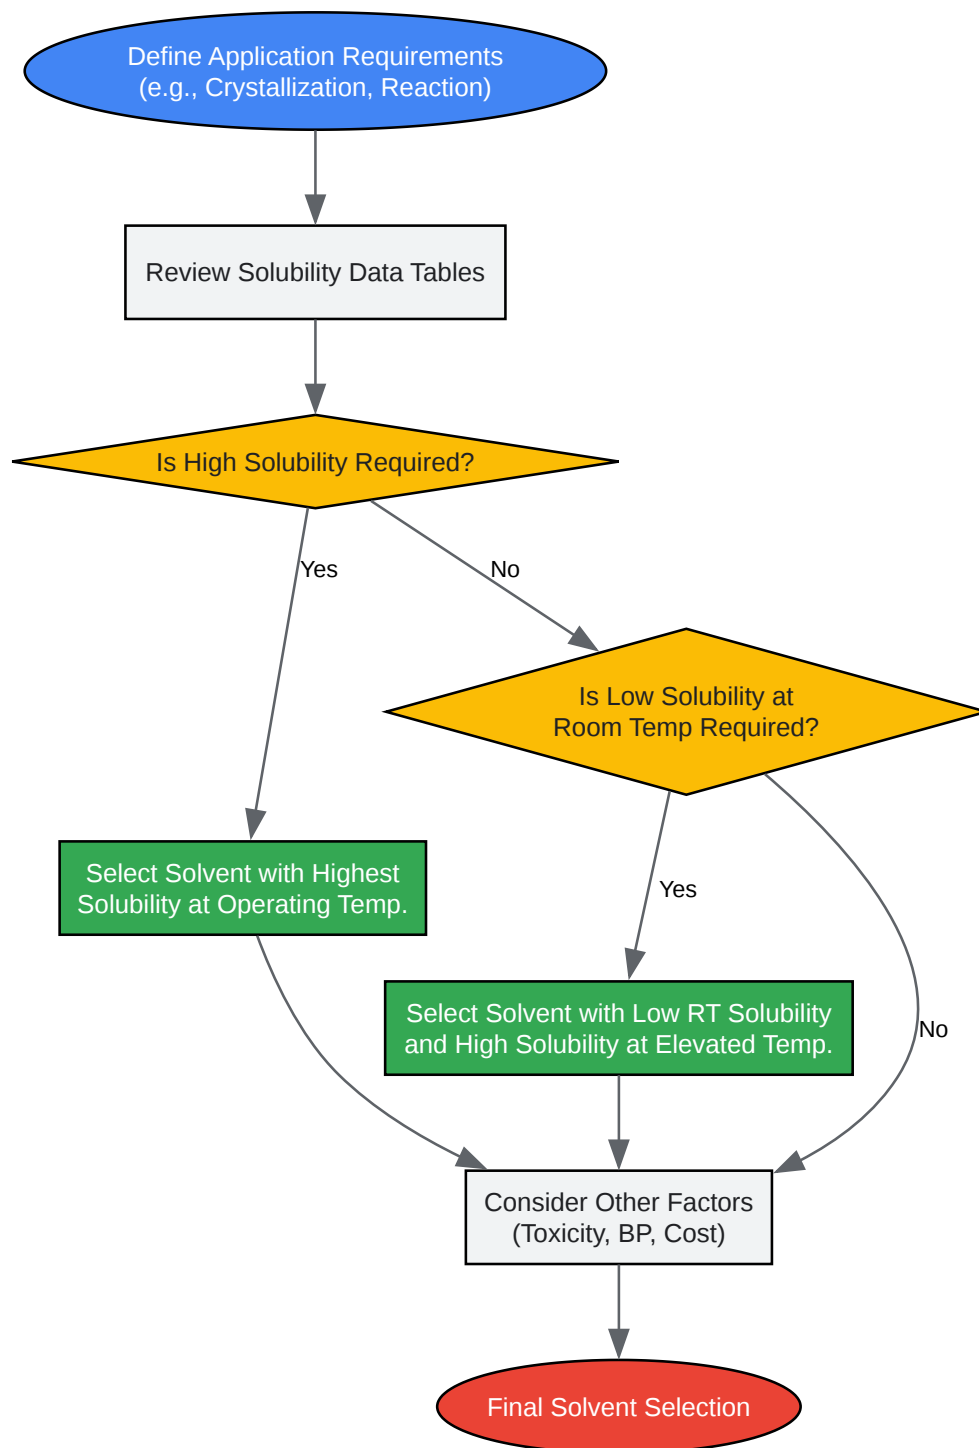 Define Application Requirements
(e.g., Crystallization, Reaction)
Review Solubility Data Tables
Is High Solubility Required?
Yes
No
Is Low Solubility at
Room Temp Required?
Select Solvent with Highest
Solubility at Operating Temp.
Yes
Select Solvent with Low RT Solubility
and High Solubility at Elevated Temp.
No
Consider Other Factors
(Toxicity, BP, Cost)
Final Solvent Selection